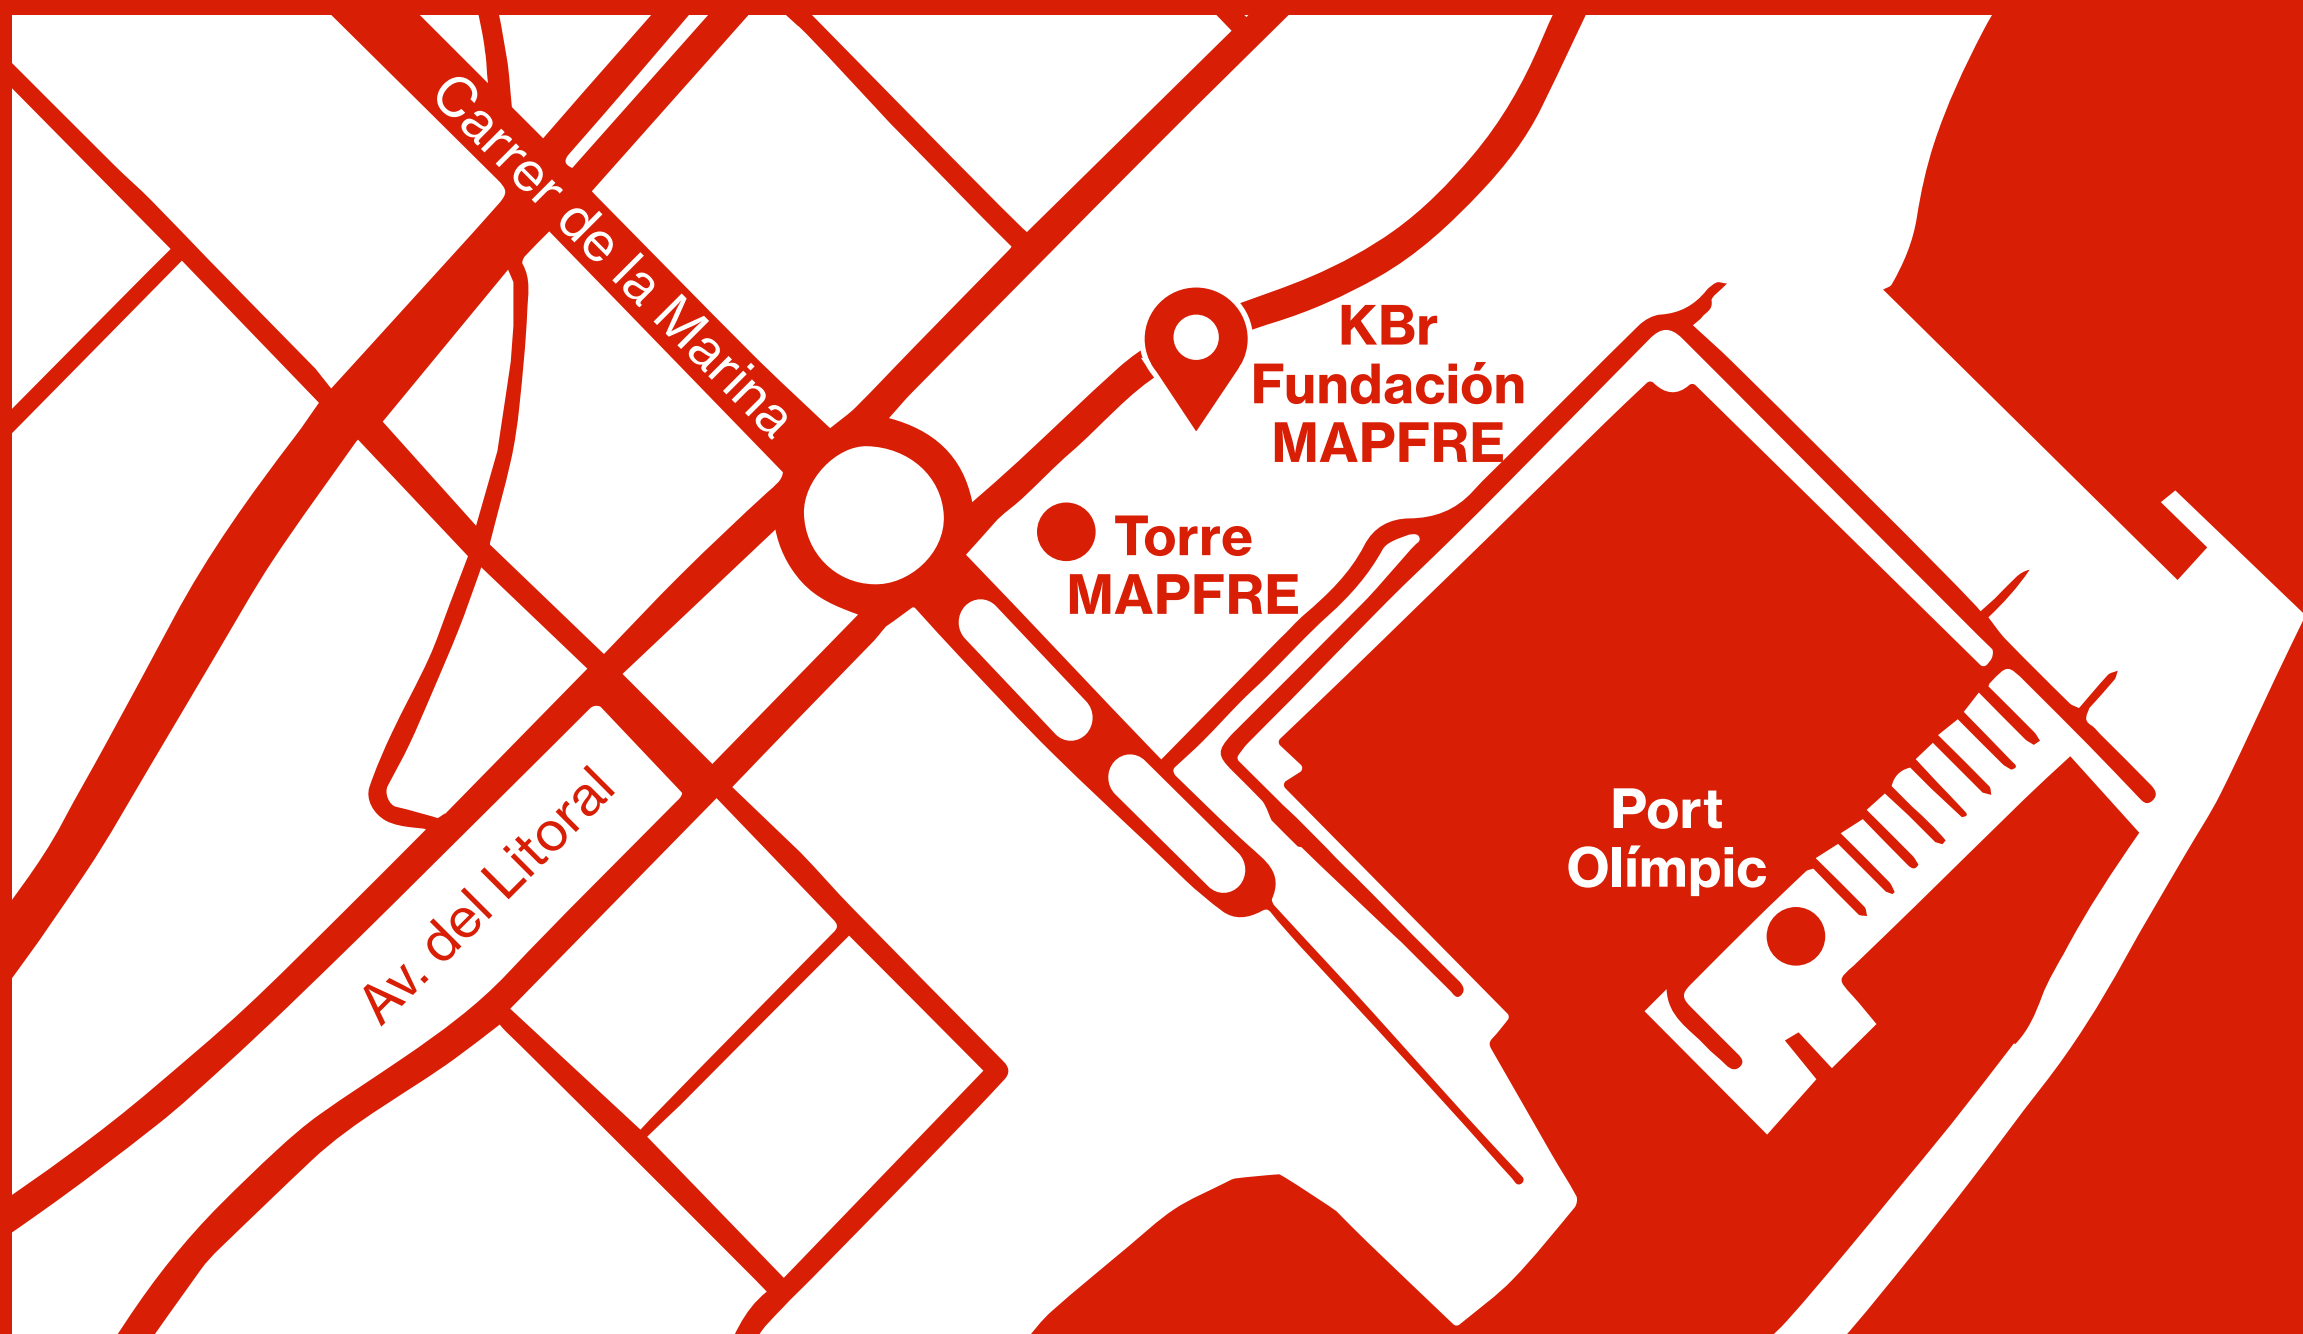 Carrer de la Marina
KBr
Fundación
MAPFRE
Torre
MAPFRE
Av. del Litoral
Port
Olímpic